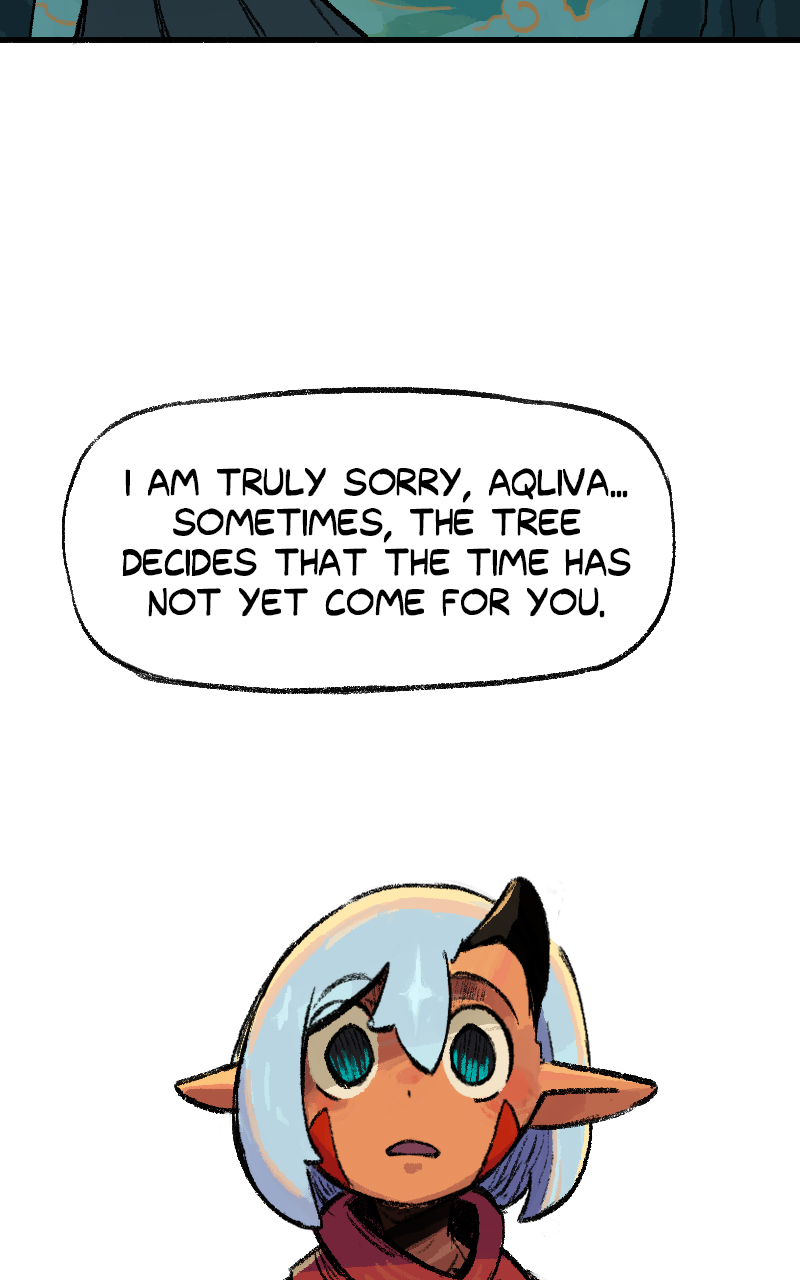 I AM TRULY SORRY, AQLIVA...
SOMETIMES, THE TREE
DECIDES THAT THE TIME HAS
NOT YET COME FOR YOU.